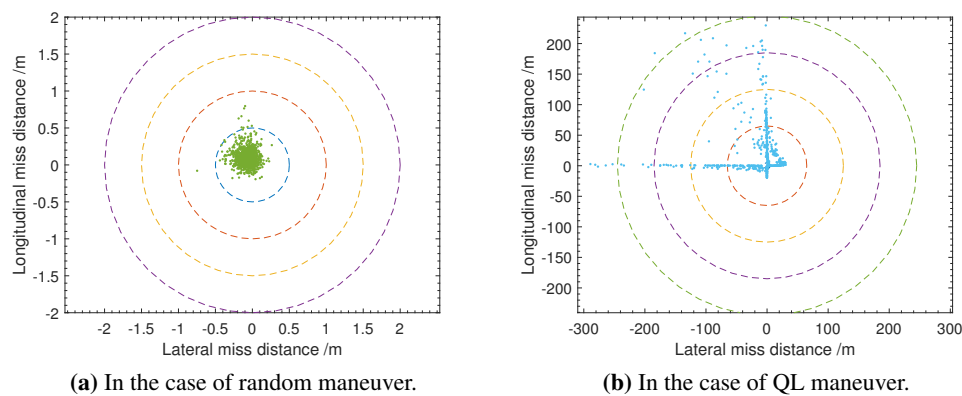 2
1.5
1
0.5
0
-0.5
-1
-1.5
-2
Longitudinal miss distance /m
-2 -1.5 -1 -0.5 0 0.5 1 1.5 2
Lateral miss distance /m
(a) In the case of random maneuver.
200
150
100
50
0
-50
-100
-150
-200
Longitudinal miss distance /m
-300 -200 -100 0 100 200 300
Lateral miss distance /m
(b) In the case of QL maneuver.